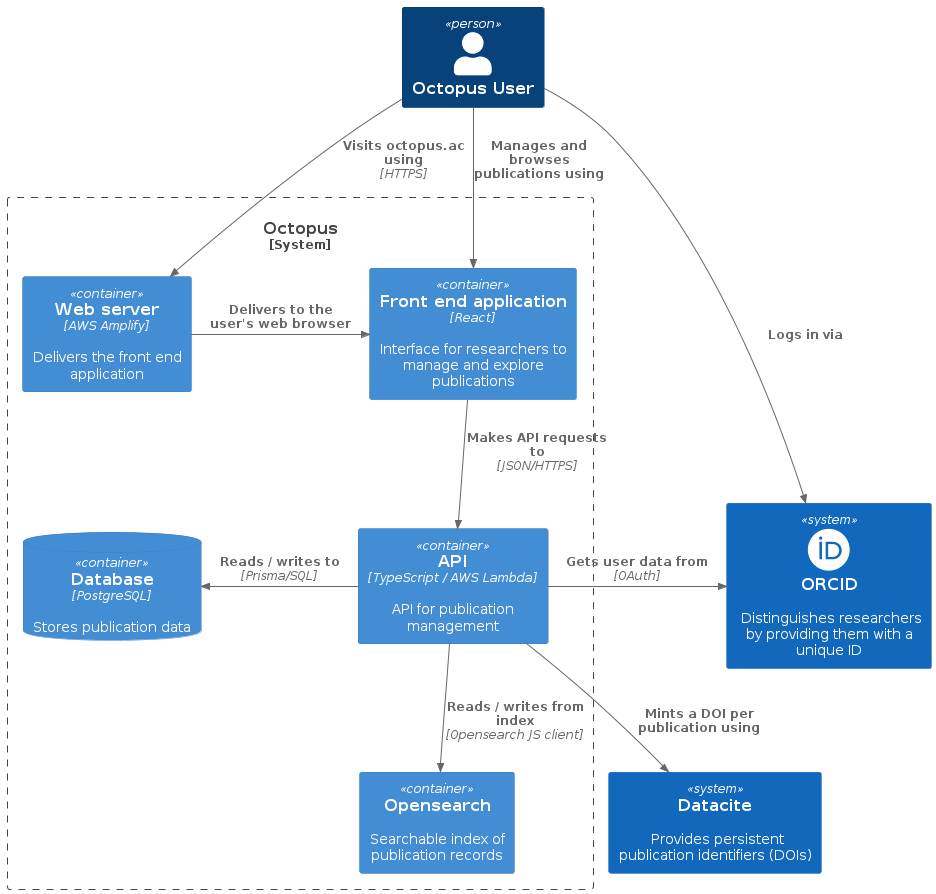 «person»
Octopus User
Visits octopus.ac
using
[HTTPS]
Manages and
browses
publications using
Octopus
[System]
«container»
Web server
[AWS Amplify]
Delivers the front end
application
Delivers to the
user's web browser
«container»
Front end application
[React]
Interface for researchers to
manage and explore
publications
Logs in via
Makes API requests
to
[JSON/HTTPS]
«container»
Database
[PostgreSQL]
Stores publication data
Reads / writes to
[Prisma/SQL]
«container»
API
[TypeScript / AWS Lambda]
API for publication
management
Gets user data from
[OAuth]
«system»
iD
ORCID
Distinguishes researchers
by providing them with a
unique ID
Reads / writes from
index
[Opensearch JS client]
Mints a DOI per
publication using
«container»
Opensearch
Searchable index of
publication records
«system»
Datacite
Provides persistent
publication identifiers (DOIs)